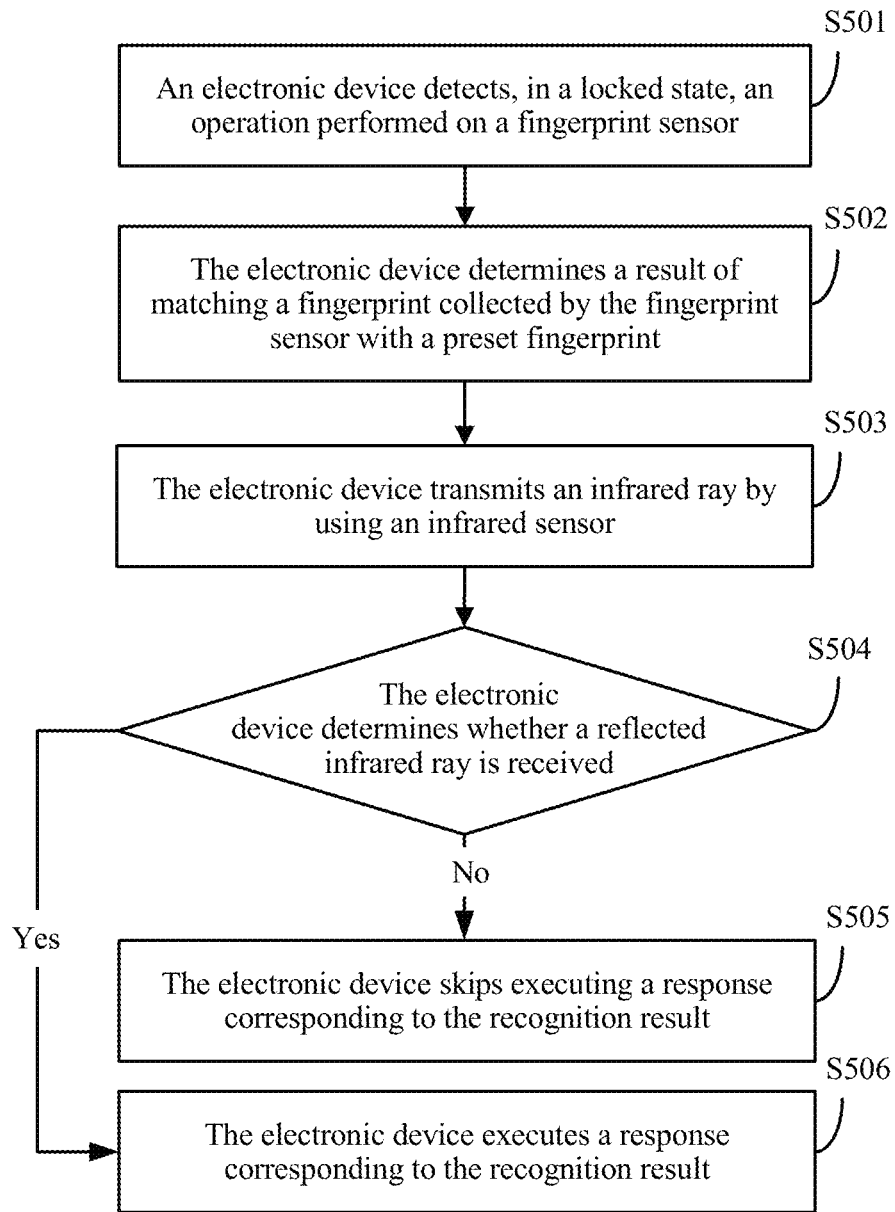 S501
An electronic device detects, in a locked state, an
operation performed on a fingerprint sensor
S502
The electronic device determines a result of
matching a fingerprint collected by the fingerprint
sensor with a preset fingerprint
S503
The electronic device transmits an infrared ray by
using an infrared sensor
S504
The electronic
device determines whether a reflected
infrared ray is received
No
Yes
S505
The electronic device skips executing a response
corresponding to the recognition result
S506
The electronic device executes a response
corresponding to the recognition result